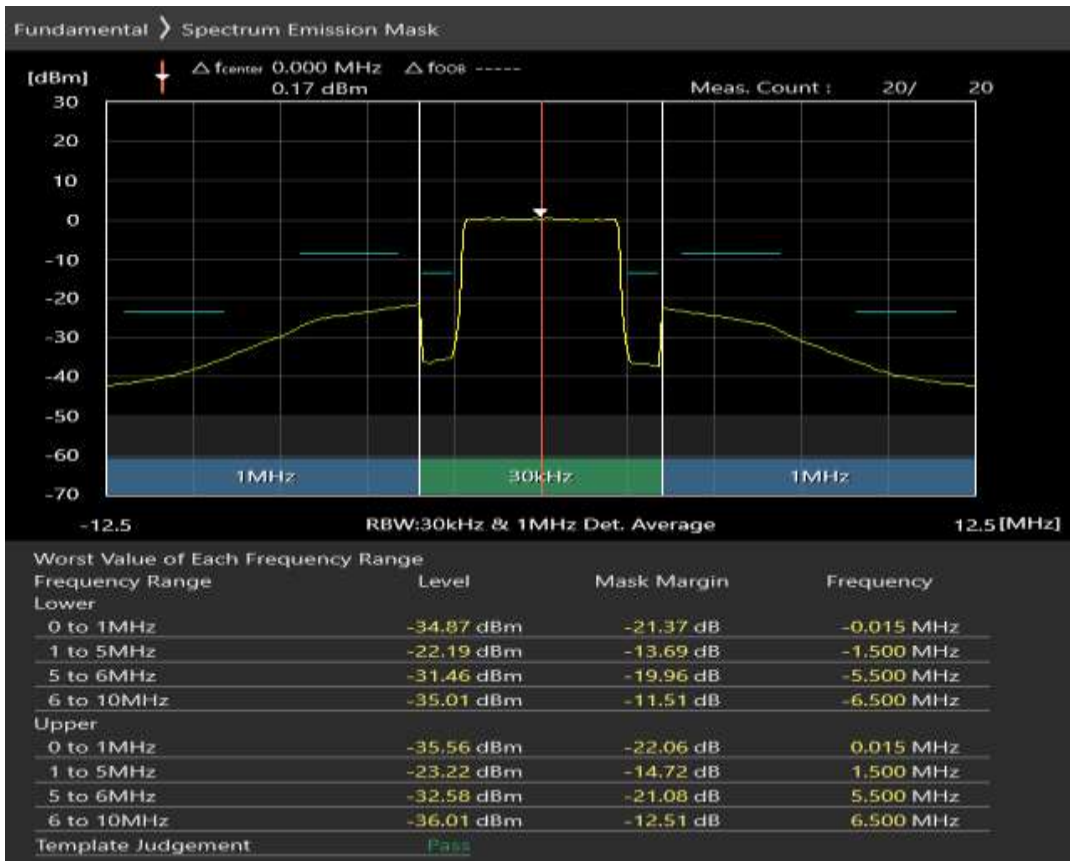 Fundamental ❭ Spectrum Emission Mask
[dBm] △ fcenter 0.000 MHz △ fOOB -----
0.17 dBm Meas. Count : 20/ 20
30
20
10
0
-10
-20
-30
-40
-50
-60
-70
1MHz 30kHz 1MHz
-12.5 RBW:30kHz & 1MHz Det. Average 12.5 [MHz]
Worst Value of Each Frequency Range
Frequency Range Level Mask Margin Frequency
Lower
0 to 1MHz -34.87 dBm -21.37 dB -0.015 MHz
1 to 5MHz -22.19 dBm -13.69 dB -1.500 MHz
5 to 6MHz -31.46 dBm -19.96 dB -5.500 MHz
6 to 10MHz -35.01 dBm -11.51 dB -6.500 MHz
Upper
0 to 1MHz -35.56 dBm -22.06 dB 0.015 MHz
1 to 5MHz -23.22 dBm -14.72 dB 1.500 MHz
5 to 6MHz -32.58 dBm -21.08 dB 5.500 MHz
6 to 10MHz -36.01 dBm -12.51 dB 6.500 MHz
Template Judgement Pass